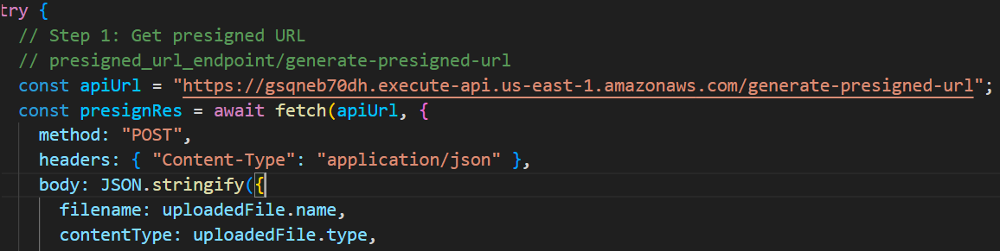 try {
// Step 1: Get presigned URL
// presigned_url_endpoint/generate-presigned-url
const apiUrl = "https://gsqneb70dh.execute-api.us-east-1.amazonaws.com/generate-presigned-url";
const presignRes = await fetch(apiUrl, {
method: "POST",
headers: { "Content-Type": "application/json" },
body: JSON.stringify({
filename: uploadedFile.name,
contentType: uploadedFile.type,